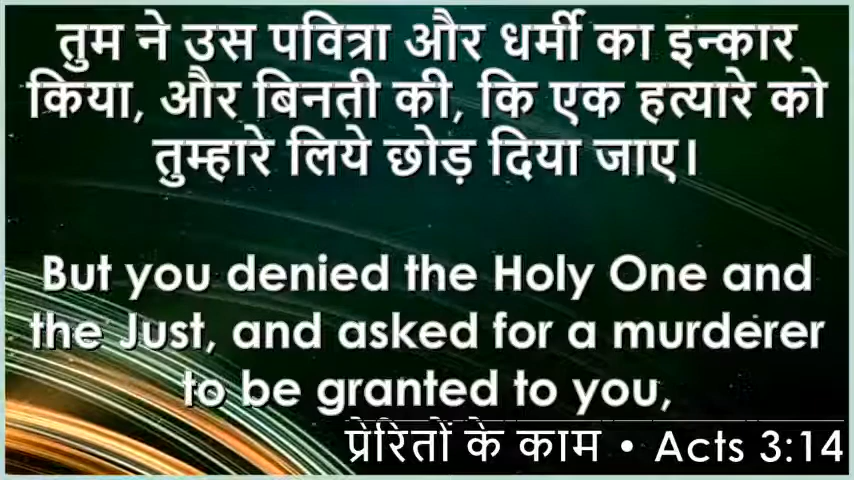 तुम ने उस पवित्रा और धर्मी का इन्कार
किया, और बिनती की, कि एक हत्यारे को
तुम्हारे लिये छोड़ दिया जाए।
But you denied the Holy One and
the Just, and asked for a murderer
to be granted to you,
प्रेरितों के काम • Acts 3:14